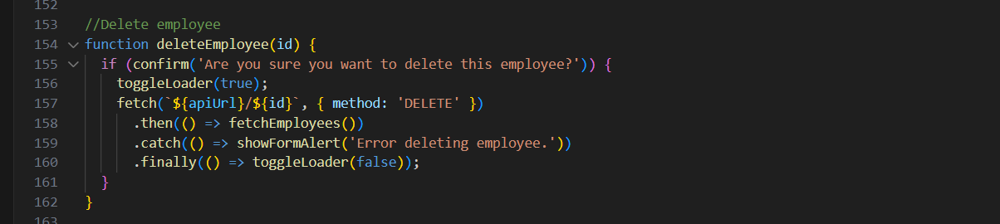 152
153 //Delete employee
154 function deleteEmployee(id) {
155   if (confirm('Are you sure you want to delete this employee?')) {
156     toggleLoader(true);
157     fetch(`${apiUrl}/${id}`, { method: 'DELETE' })
158       .then(() => fetchEmployees())
159       .catch(() => showFormAlert('Error deleting employee.'))
160       .finally(() => toggleLoader(false));
161   }
162 }
163